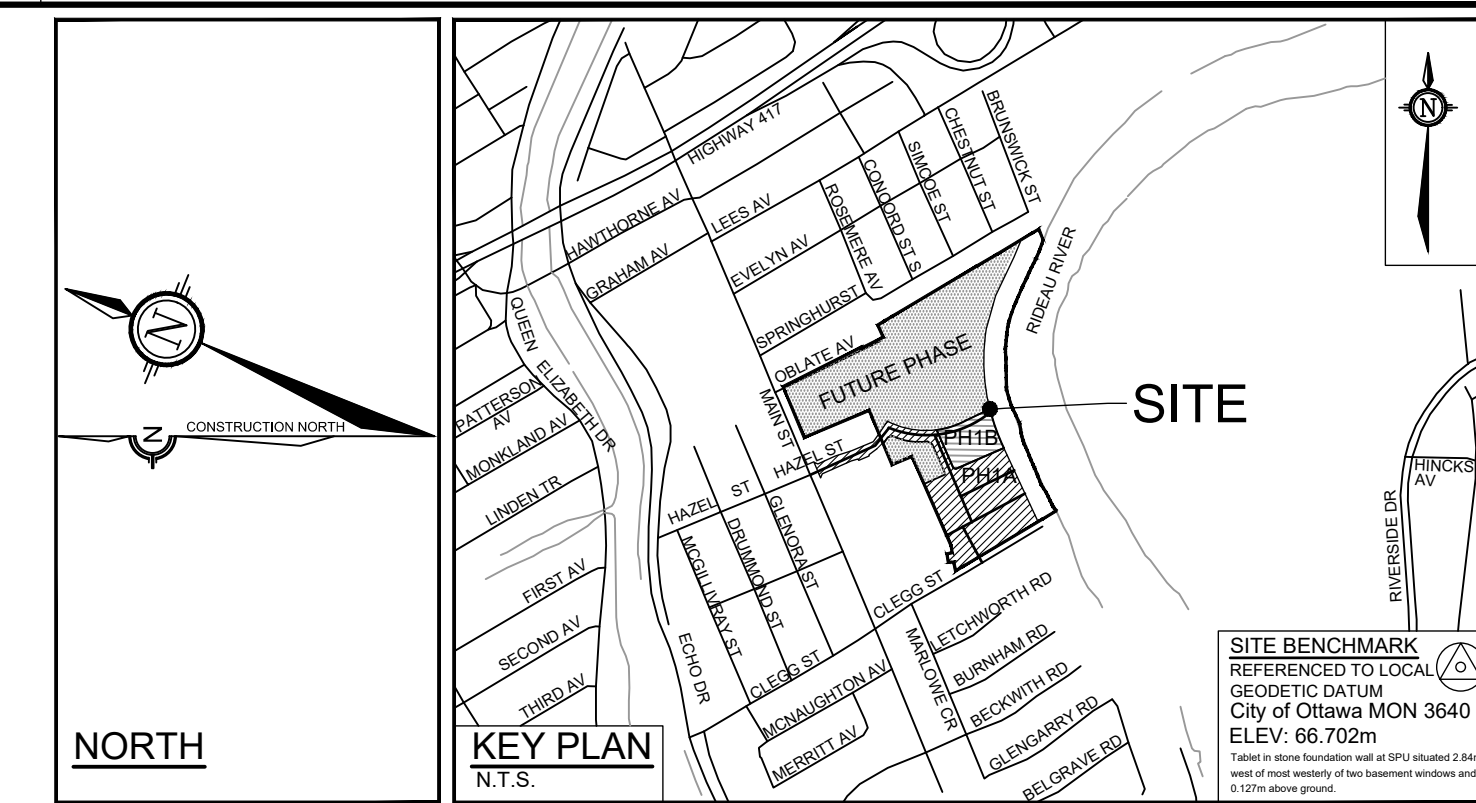 N
CONSTRUCTION NORTH
N
NORTH
HIGHWAY 417
BRUNSWICK ST
CHESTNUT ST
SIMCOE ST
CONCORD ST S
ROSEMERE AV
HAWTHORNE AV
LEES AV
GRAHAM AV
EVELYN AV
SPRINGHURST
OBLATE AV
RIDEAU RIVER
QUEEN ELIZABETH DR
FUTURE PHASE
MAIN ST
SITE
PH1B
PH1A
PATTERSON
AV
MONKLAND AV
LINDEN TR
HAZEL ST
HAZEL ST
GLENORA ST
DRUMMOND ST
MCGILLIVRAY ST
FIRST AV
SECOND AV
THIRD AV
ECHO DR
CLEGG ST
CLEGG ST
LETCHWORTH RD
BURNHAM RD
BECKWITH RD
MARLOWE CR
MCNAUGHTON AV
MERRITT AV
GLENGARRY RD
BELGRAVE RD
KEY PLAN
N.T.S.
N
HINCKS
AV
RIVERSIDE DR
SITE BENCHMARK
REFERENCED TO LOCAL
GEODETIC DATUM
City of Ottawa MON 3640
ELEV: 66.702m
Tablet in stone foundation wall at SPU situated 2.84m
west of most westerly of two basement windows and
0.127m above ground.